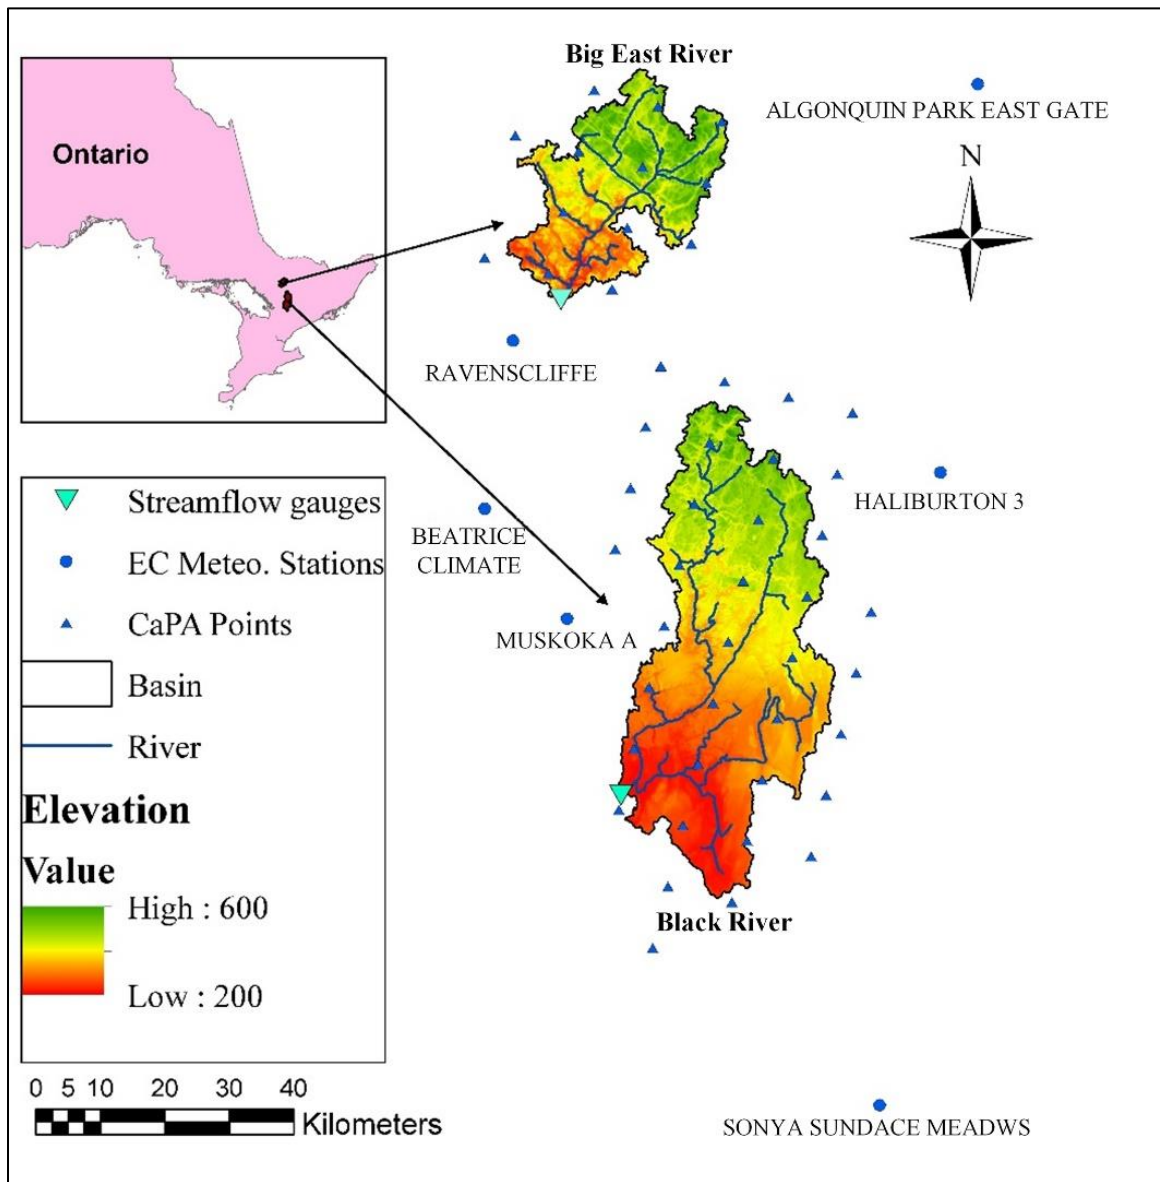 Big East River
ALGONQUIN PARK EAST GATE
Ontario
N
RAVENSCLIFFE
HALIBURTON 3
BEATRICE
CLIMATE
MUSKOKA A
Streamflow gauges
EC Meteo. Stations
CaPA Points
Basin
River
Elevation
Value
High : 600
Low : 200
Black River
0 5 10 20 30 40
Kilometers
SONYA SUNDACE MEADWS